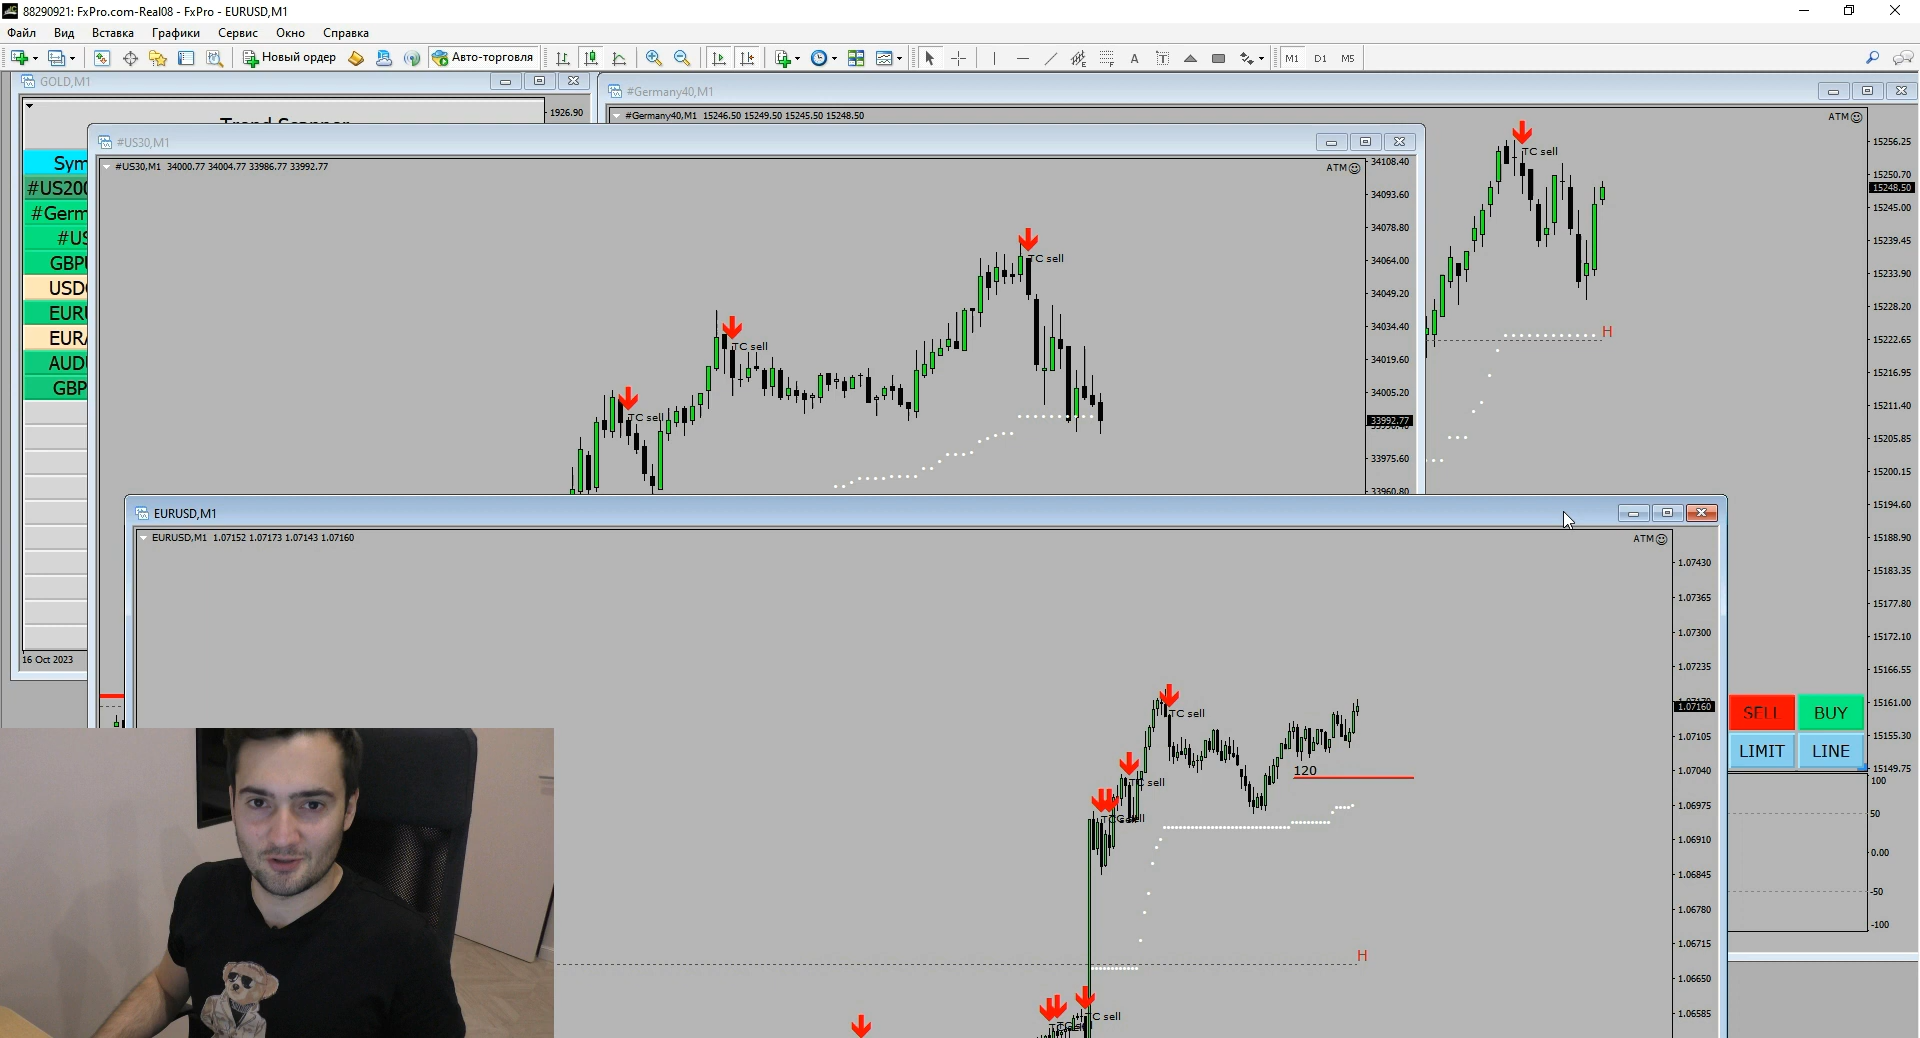 88290921: FxPro.com-Real08 - FxPro - EURUSD,M1
Файл Вид Вставка Графики Сервис Окно Справка
Новый ордер Авто-торговля M1 D1 M5
GOLD,M1
1926.90
Trend Scanner
Sym
#US200
#Germ
#US
GBPU
EUR
EUR
AUD
GBP
16 Oct 2023
#Germany40,M1
#Germany40,M1 15246.50 15249.50 15245.50 15248.50
ATM
TC sell
H
15256.25
15250.70
15248.50
15245.00
15239.45
15233.90
15228.20
15222.65
15216.95
15211.40
15205.85
15200.15
15194.60
15188.90
15183.35
15177.80
15172.10
15166.55
15161.00
15155.30
15149.75
SELL BUY
LIMIT LINE
100
50
0.00
-50
-100
#US30,M1
#US30,M1 34000.77 34004.77 33986.77 33992.77
ATM
TC sell
TC sell
TC sell
34108.40
34093.60
34078.80
34064.00
34049.20
34034.40
34019.60
34005.20
33992.77
33975.60
33960.80
EURUSD,M1
EURUSD,M1 1.07152 1.07173 1.07143 1.07160
ATM
TC sell
TC sell
120
H
TC sell
1.07430
1.07365
1.07300
1.07235
1.07160
1.07105
1.07040
1.06975
1.06910
1.06845
1.06780
1.06715
1.06650
1.06585